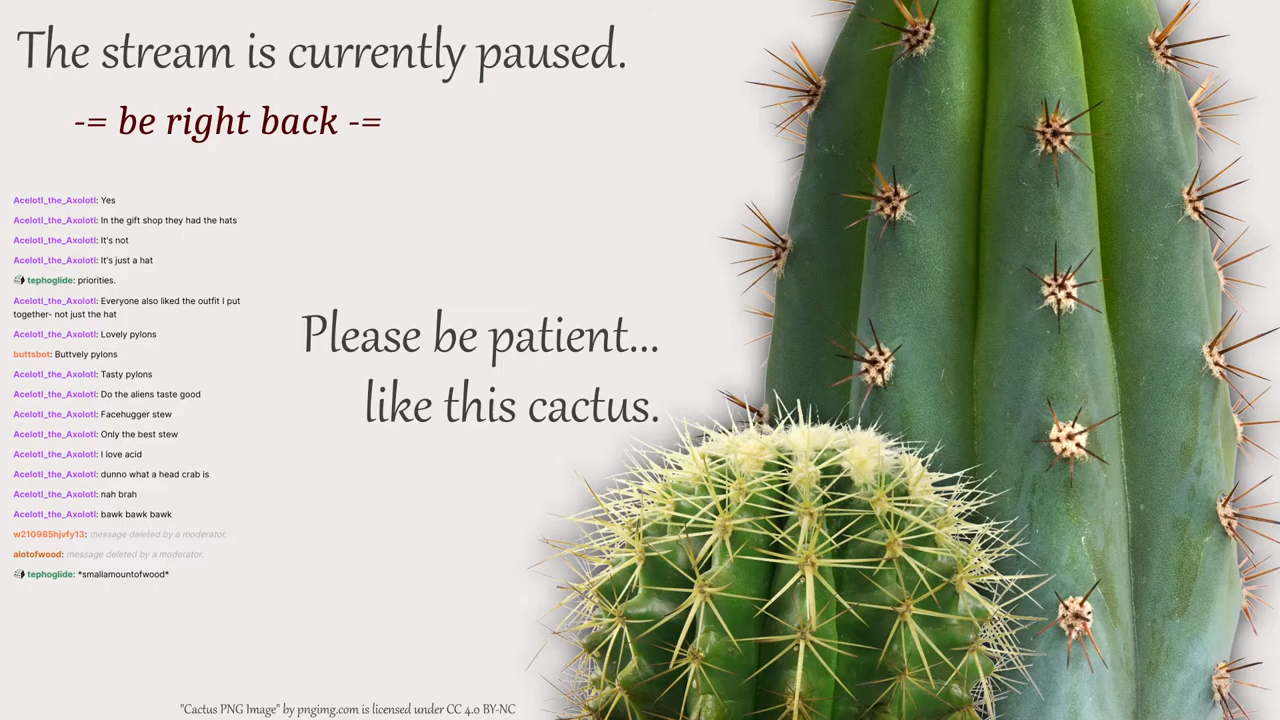 The stream is currently paused.
-= be right back -=
Acelotl_the_Axolotl: Yes
Acelotl_the_Axolotl: In the gift shop they had the hats
Acelotl_the_Axolotl: It's not
Acelotl_the_Axolotl: It's just a hat
tephoglide: priorities.
Acelotl_the_Axolotl: Everyone also liked the outfit I put
together- not just the hat
Acelotl_the_Axolotl: Lovely pylons
buttsbot: Buttvely pylons
Acelotl_the_Axolotl: Tasty pylons
Acelotl_the_Axolotl: Do the aliens taste good
Acelotl_the_Axolotl: Facehugger stew
Acelotl_the_Axolotl: Only the best stew
Acelotl_the_Axolotl: I love acid
Acelotl_the_Axolotl: dunno what a head crab is
Acelotl_the_Axolotl: nah brah
Acelotl_the_Axolotl: bawk bawk bawk
w210985hjvfy13: message deleted by a moderator.
alotofwood: message deleted by a moderator.
tephoglide: *smallamountofwood*
Please be patient...
like this cactus.
"Cactus PNG Image" by pngimg.com is licensed under CC 4.0 BY-NC